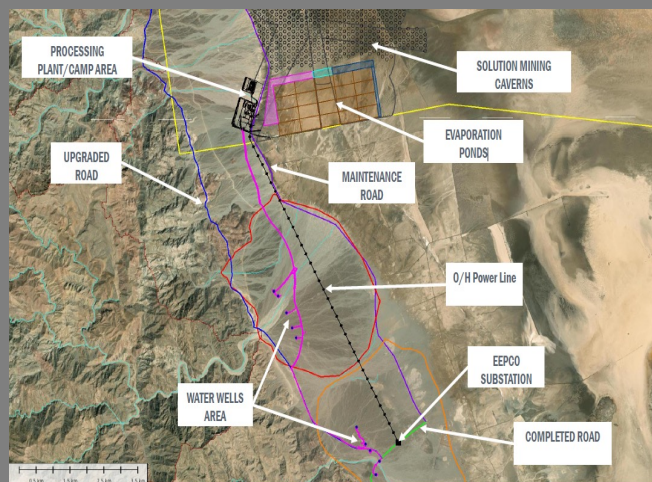 PROCESSING
PLANT/CAMP AREA
SOLUTION MINING
CAVERNS
EVAPORATION
PONDS
UPGRADED
ROAD
MAINTENANCE
ROAD
O/H Power Line
EEPCO
SUBSTATION
WATER WELLS
AREA
COMPLETED ROAD